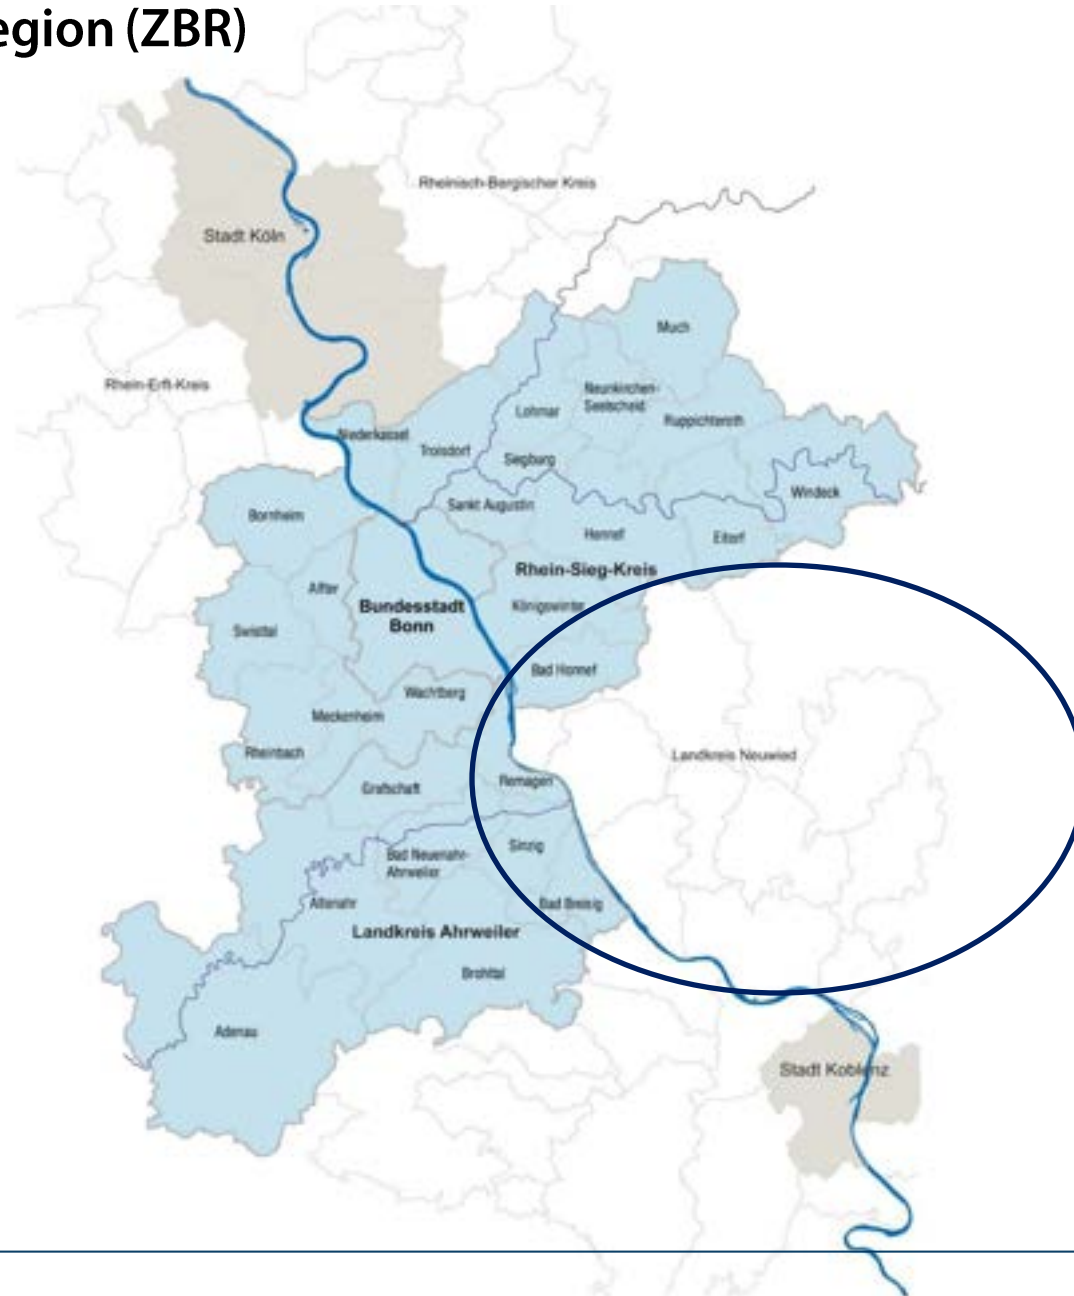 egion (ZBR)
Rheinisch-Bergischer Kreis
Stadt Köln
Much
Rhein-Erft-Kreis
Neunkirchen-
Seelscheid
Lohmar
Ruppichteroth
Niederkassel
Troisdorf
Siegburg
Windeck
Sankt Augustin
Bornheim
Hennef
Eitorf
Rhein-Sieg-Kreis
Alfter
Königswinter
Bundesstadt
Bonn
Swisttal
Bad Honnef
Wachtberg
Meckenheim
Rheinbach
Landkreis Neuwied
Remagen
Grafschaft
Sinzig
Bad Neuenahr-
Ahrweiler
Altenahr
Bad Breisig
Landkreis Ahrweiler
Brohltal
Adenau
Stadt Koblenz